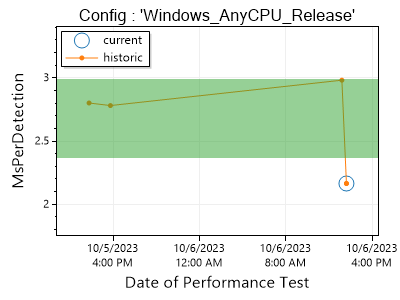 Config : 'Windows_AnyCPU_Release'
current
historic
3
2.5
2
MsPerDetection
10/5/2023
4:00 PM
10/6/2023
12:00 AM
10/6/2023
8:00 AM
10/6/2023
4:00 PM
Date of Performance Test